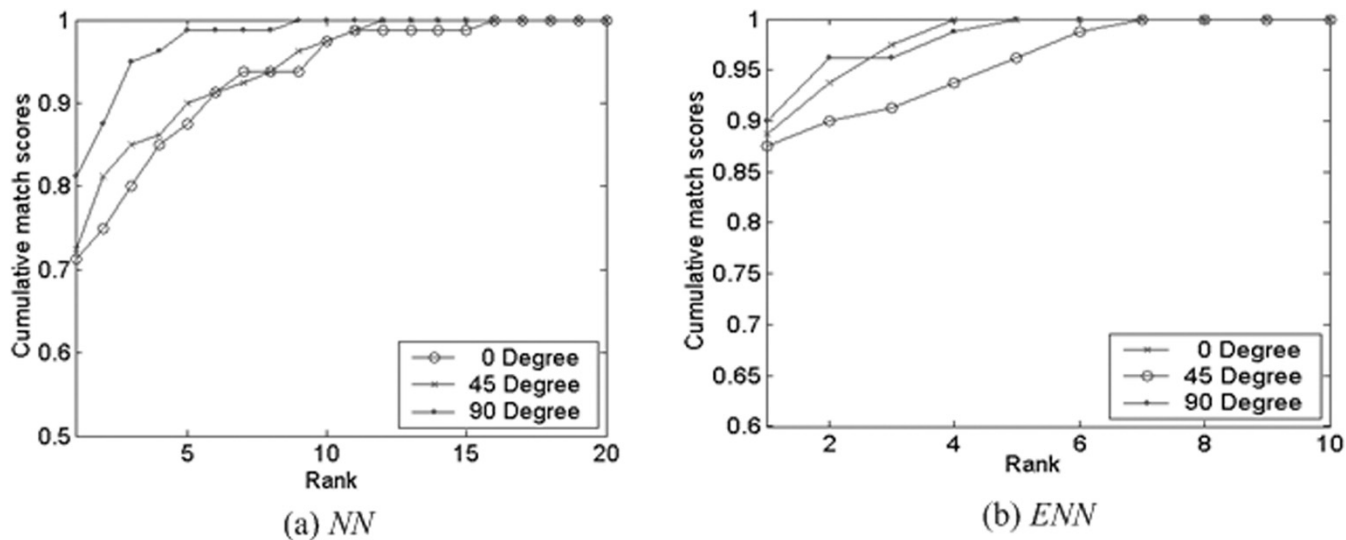 Cumulative match scores
1
0.9
0.8
0.7
0.6
0.5
5
10
15
20
Rank
0 Degree
45 Degree
90 Degree
(a) NN
Cumulative match scores
1
0.95
0.9
0.85
0.8
0.75
0.7
0.65
0.6
2
4
6
8
10
Rank
0 Degree
45 Degree
90 Degree
(b) ENN